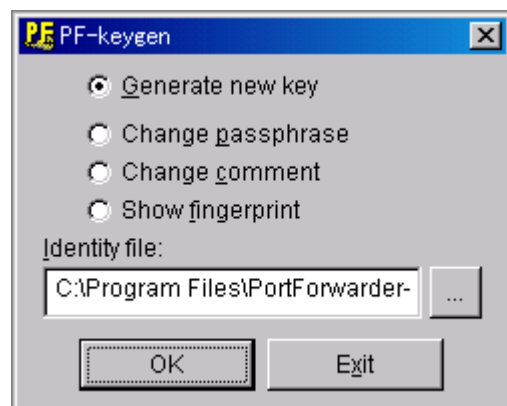 PF-keygen
Generate new key
Change passphrase
Change comment
Show fingerprint
Identity file:
C:\Program Files\PortForwarder-
...
OK
Exit